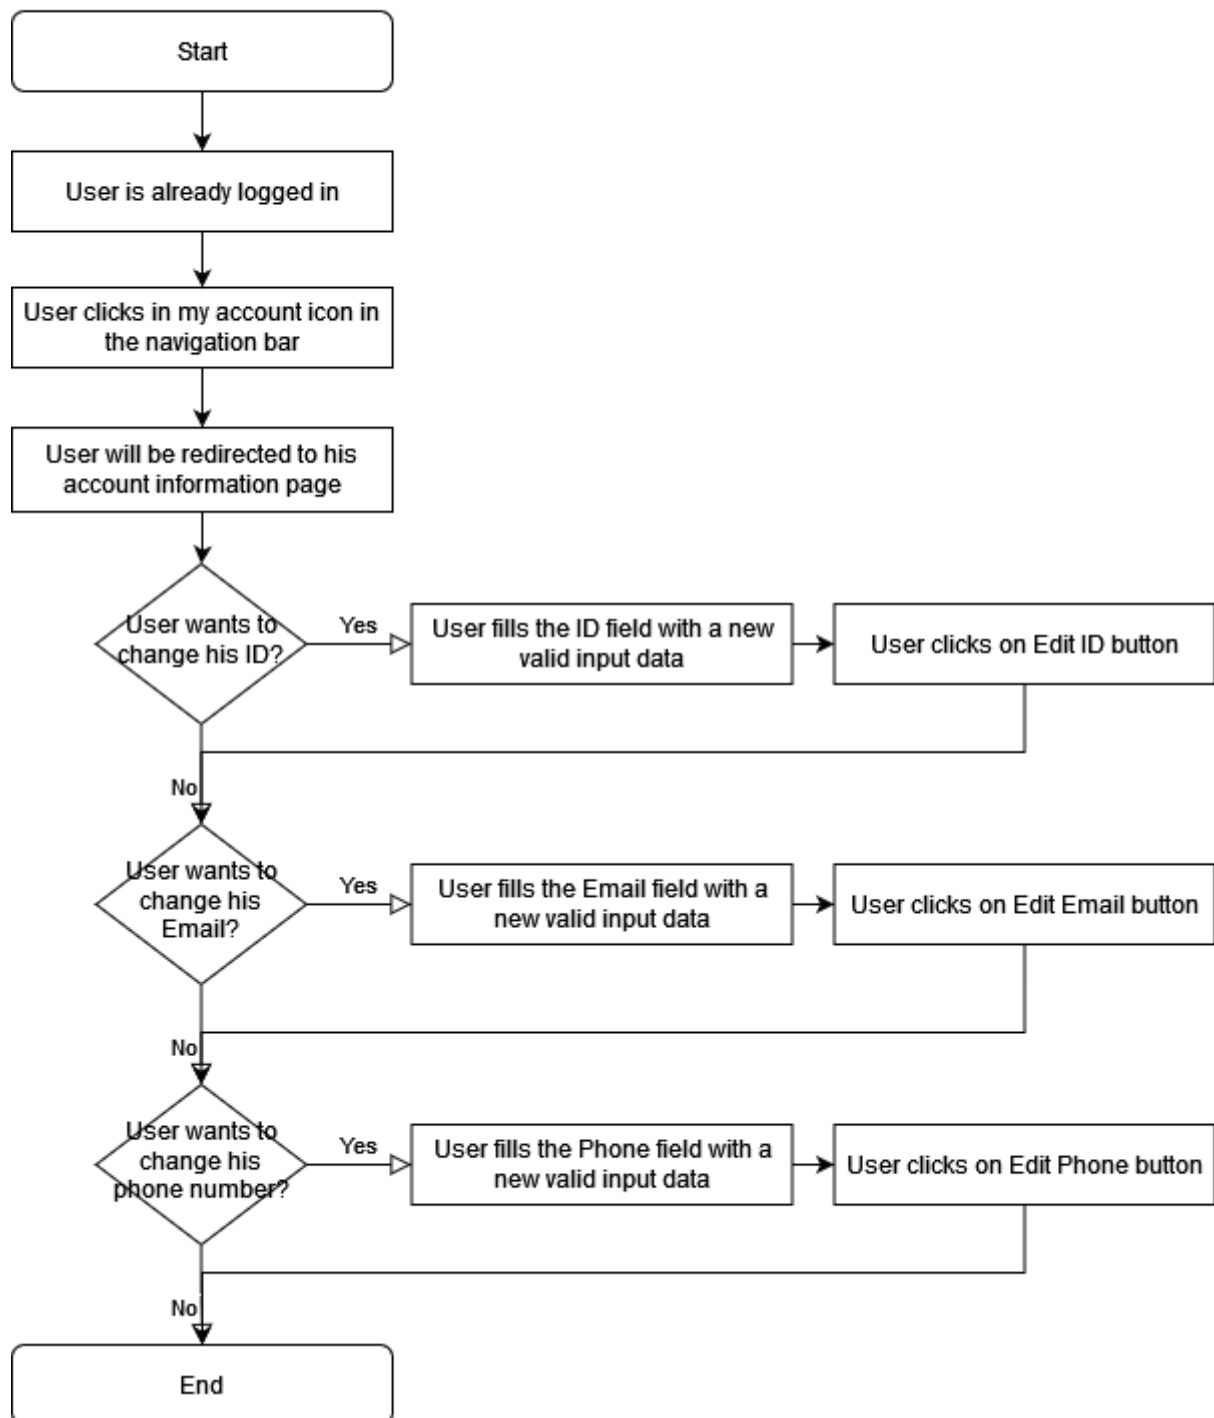 Start
User is already logged in
User clicks in my account icon in
the navigation bar
User will be redirected to his
account information page
User wants to
change his ID?
Yes
User fills the ID field with a new
valid input data
User clicks on Edit ID button
No
User wants to
change his
Email?
Yes
User fills the Email field with a
new valid input data
User clicks on Edit Email button
No
User wants to
change his
phone number?
Yes
User fills the Phone field with a
new valid input data
User clicks on Edit Phone button
No
End